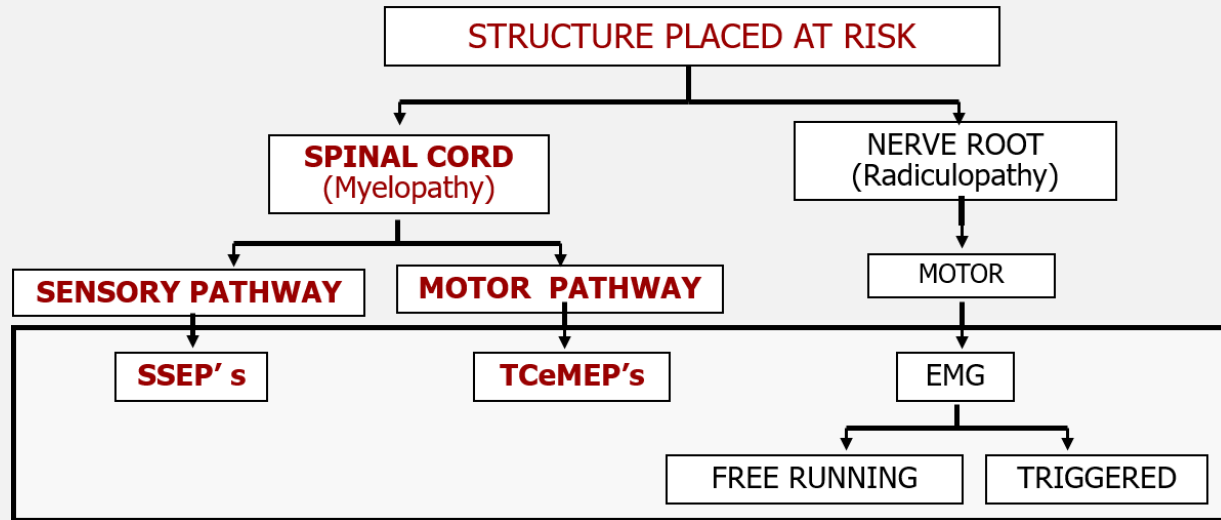 STRUCTURE PLACED AT RISK
SPINAL CORD
(Myelopathy)
NERVE ROOT
(Radiculopathy)
SENSORY PATHWAY
MOTOR PATHWAY
MOTOR
SSEP’ s
TCeMEP’s
EMG
FREE RUNNING
TRIGGERED